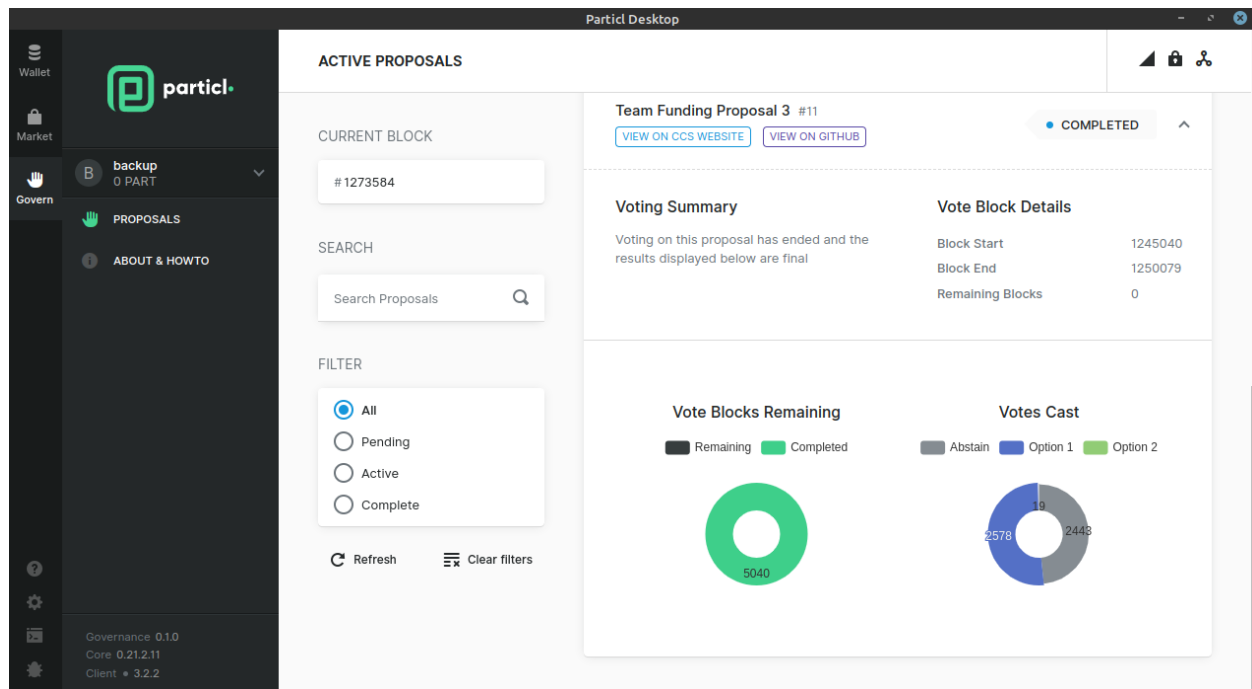 Particl Desktop
Wallet
Market
Govern
particl
B
backup
0 PART
PROPOSALS
ABOUT & HOWTO
Governance 0.1.0
Core 0.21.2.11
Client 3.2.2
ACTIVE PROPOSALS
CURRENT BLOCK
# 1273584
SEARCH
Search Proposals
FILTER
All
Pending
Active
Complete
Refresh Clear filters
Team Funding Proposal 3 #11
VIEW ON CCS WEBSITE VIEW ON GITHUB
COMPLETED
Voting Summary
Voting on this proposal has ended and the
results displayed below are final
Vote Block Details
Block Start 1245040
Block End 1250079
Remaining Blocks 0
Vote Blocks Remaining
Remaining Completed
5040
Votes Cast
Abstain Option 1 Option 2
19
2578 2443